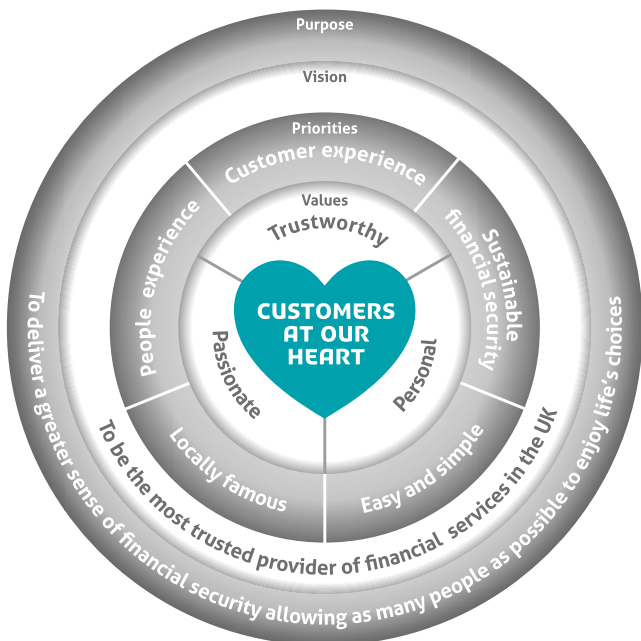 Purpose
To deliver a greater sense of financial security allowing as many people as possible to enjoy life's choices
Vision
To be the most trusted provider of financial services in the UK
Priorities
Customer experience
Sustainable
financial security
Easy and simple
Locally famous
People experience
Values
Trustworthy
Personal
Passionate
CUSTOMERS
AT OUR
HEART